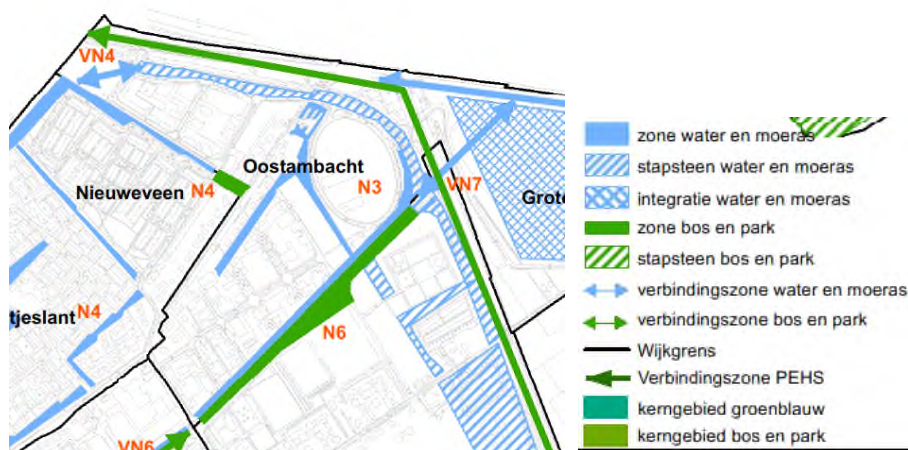 VN4
Oostambacht
Nieuweveen
N4
N3
VN7
Grote
tjeslant
N4
N6
VN6
zone water en moeras
stapsteen water en moeras
integratie water en moeras
zone bos en park
stapsteen bos en park
verbindingszone water en moeras
verbindingszone bos en park
Wijkgrens
Verbindingszone PEHS
kerngebied groenblauw
kerngebied bos en park